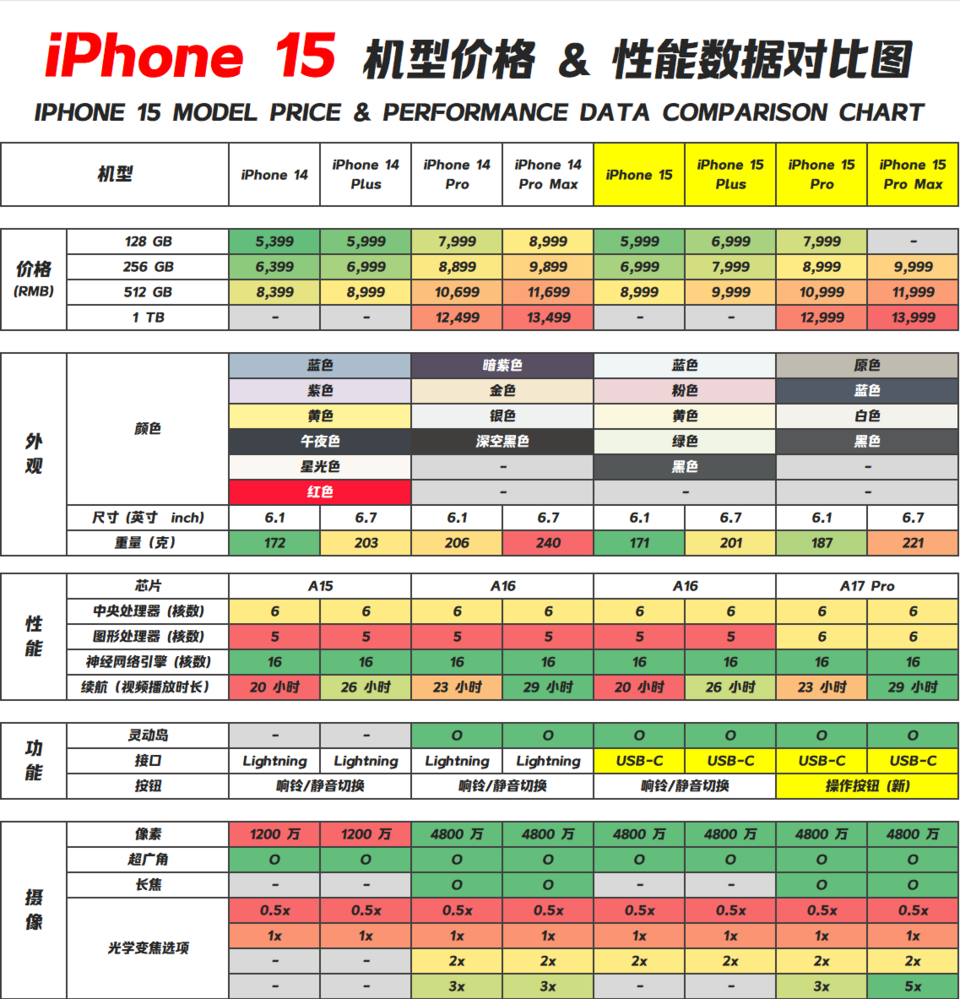 iPhone 15 机型价格 & 性能数据对比图
IPHONE 15 MODEL PRICE & PERFORMANCE DATA COMPARISON CHART
机型 iPhone 14 iPhone 14 Plus iPhone 14 Pro iPhone 14 Pro Max iPhone 15 iPhone 15 Plus iPhone 15 Pro iPhone 15 Pro Max
价格 (RMB)
128 GB 5,399 5,999 7,999 8,999 5,999 6,999 7,999 -
256 GB 6,399 6,999 8,899 9,899 6,999 7,999 8,999 9,999
512 GB 8,399 8,999 10,699 11,699 8,999 9,999 10,999 11,999
1 TB - - 12,499 13,499 - - 12,999 13,999
外观
颜色
蓝色 暗紫色 蓝色 原色
紫色 金色 粉色 蓝色
黄色 银色 黄色 白色
午夜色 深空黑色 绿色 黑色
星光色 - 黑色 -
红色 - - -
尺寸 (英寸 inch) 6.1 6.7 6.1 6.7 6.1 6.7 6.1 6.7
重量 (克) 172 203 206 240 171 201 187 221
性能
芯片 A15 A16 A16 A17 Pro
中央处理器 (核数) 6 6 6 6 6 6 6 6
图形处理器 (核数) 5 5 5 5 5 5 6 6
神经网络引擎 (核数) 16 16 16 16 16 16 16 16
续航 (视频播放时长) 20 小时 26 小时 23 小时 29 小时 20 小时 26 小时 23 小时 29 小时
功能
灵动岛 - - O O O O O O
接口 Lightning Lightning Lightning Lightning USB-C USB-C USB-C USB-C
按钮 响铃/静音切换 响铃/静音切换 响铃/静音切换 操作按钮 (新)
摄像
像素 1200 万 1200 万 4800 万 4800 万 4800 万 4800 万 4800 万 4800 万
超广角 O O O O O O O O
长焦 - - O O - - O O
光学变焦选项
0.5x 0.5x 0.5x 0.5x 0.5x 0.5x 0.5x 0.5x
1x 1x 1x 1x 1x 1x 1x 1x
- - 2x 2x 2x 2x 2x 2x
- - 3x 3x - - 3x 5x